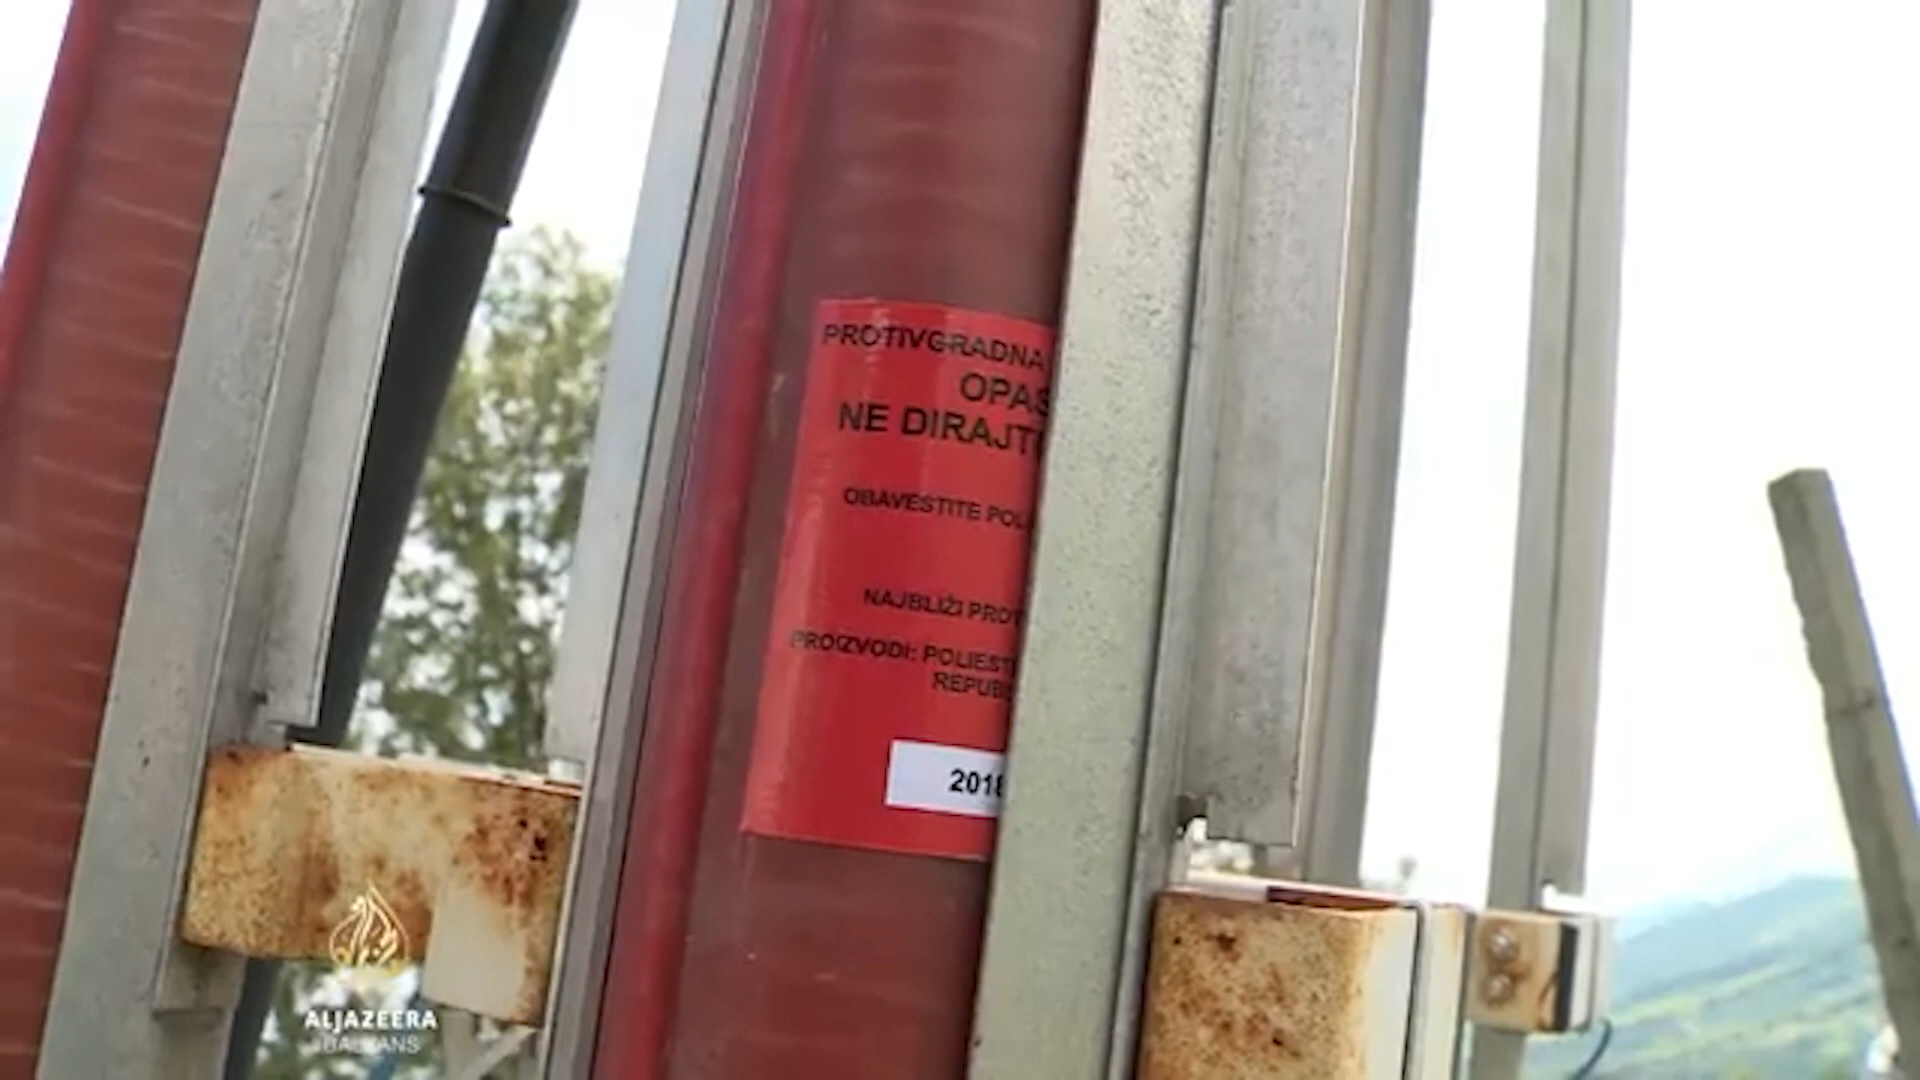 PROTIVGRADNA
OPAS
NE DIRAJT
OBAVESTITE POL
NAJBLIŽI PROT
PROIZVODI: POLIEST
REPUB
2018
ALJAZEERA
BALKANS